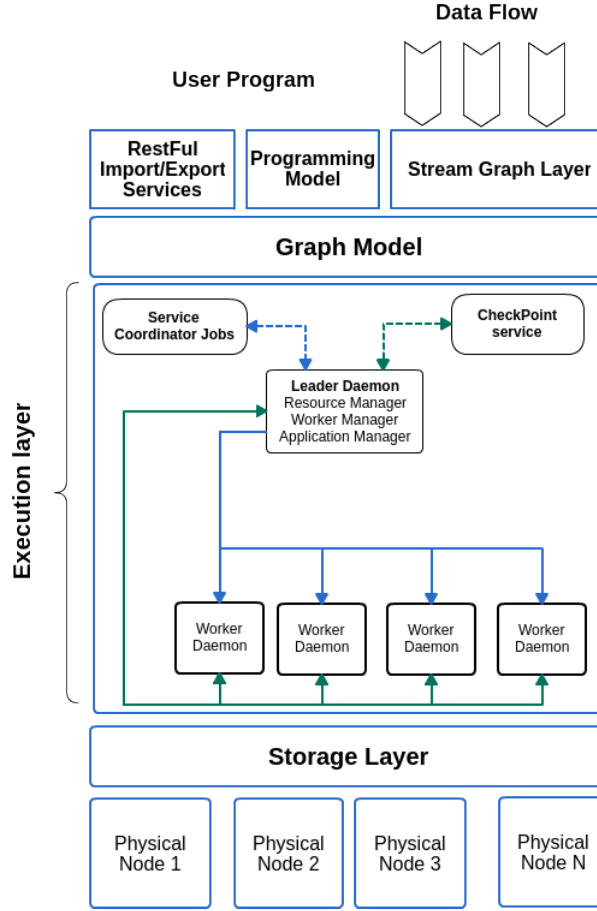 Data Flow
User Program
RestFul
Import/Export
Services
Programming
Model
Stream Graph Layer
Graph Model
Execution layer
Service
Coordinator Jobs
CheckPoint
service
Leader Daemon
Resource Manager
Worker Manager
Application Manager
Worker
Daemon
Worker
Daemon
Worker
Daemon
Worker
Daemon
Storage Layer
Physical
Node 1
Physical
Node 2
Physical
Node 3
Physical
Node N